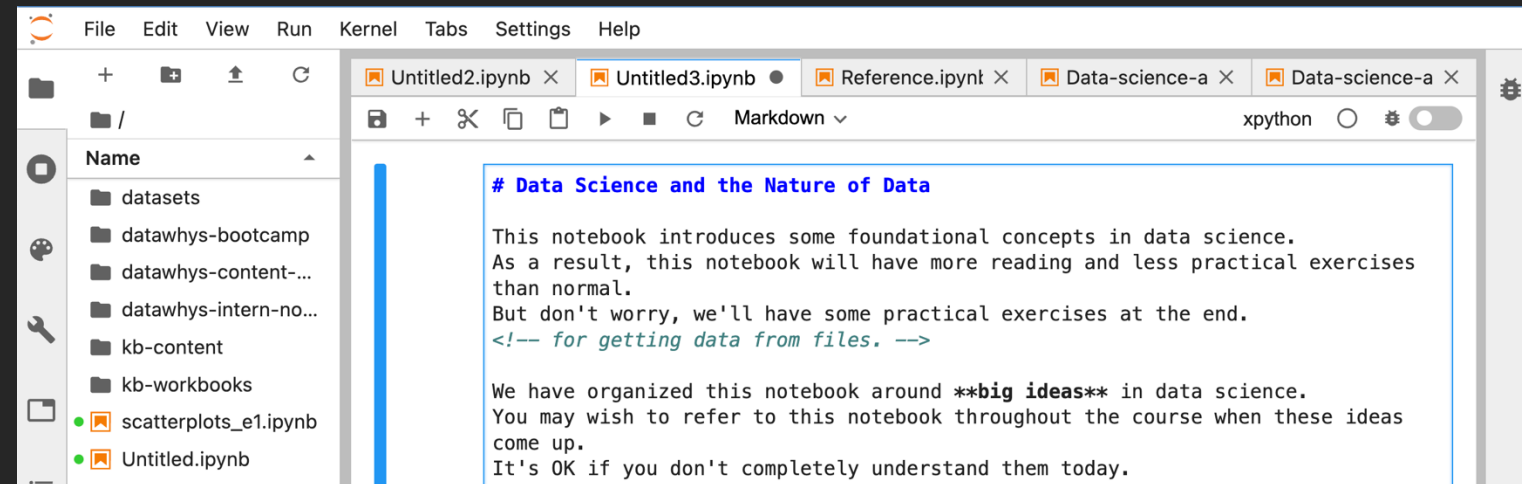 File Edit View Run Kernel Tabs Settings Help
Untitled2.ipynb Untitled3.ipynb Reference.ipynb Data-science-a Data-science-a
/
Markdown xpython
Name
datasets
datawhys-bootcamp
datawhys-content-...
datawhys-intern-no...
kb-content
kb-workbooks
scatterplots_e1.ipynb
Untitled.ipynb
# Data Science and the Nature of Data
This notebook introduces some foundational concepts in data science.
As a result, this notebook will have more reading and less practical exercises
than normal.
But don't worry, we'll have some practical exercises at the end.
<!-- for getting data from files. -->
We have organized this notebook around **big ideas** in data science.
You may wish to refer to this notebook throughout the course when these ideas
come up.
It's OK if you don't completely understand them today.